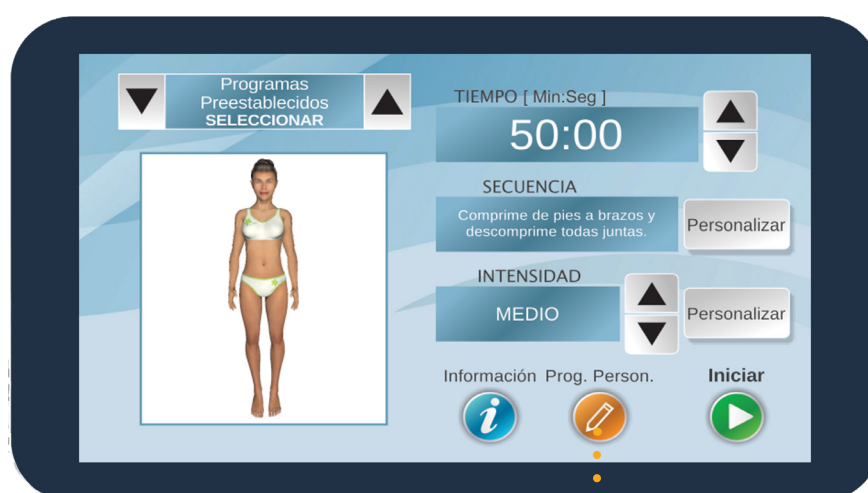 Programas
Preestablecidos
SELECCIONAR
TIEMPO [ Min:Seg ]
50:00
SECUENCIA
Comprime de pies a brazos y
descomprime todas juntas.
Personalizar
INTENSIDAD
MEDIO
Personalizar
Información Prog. Person. Iniciar
i